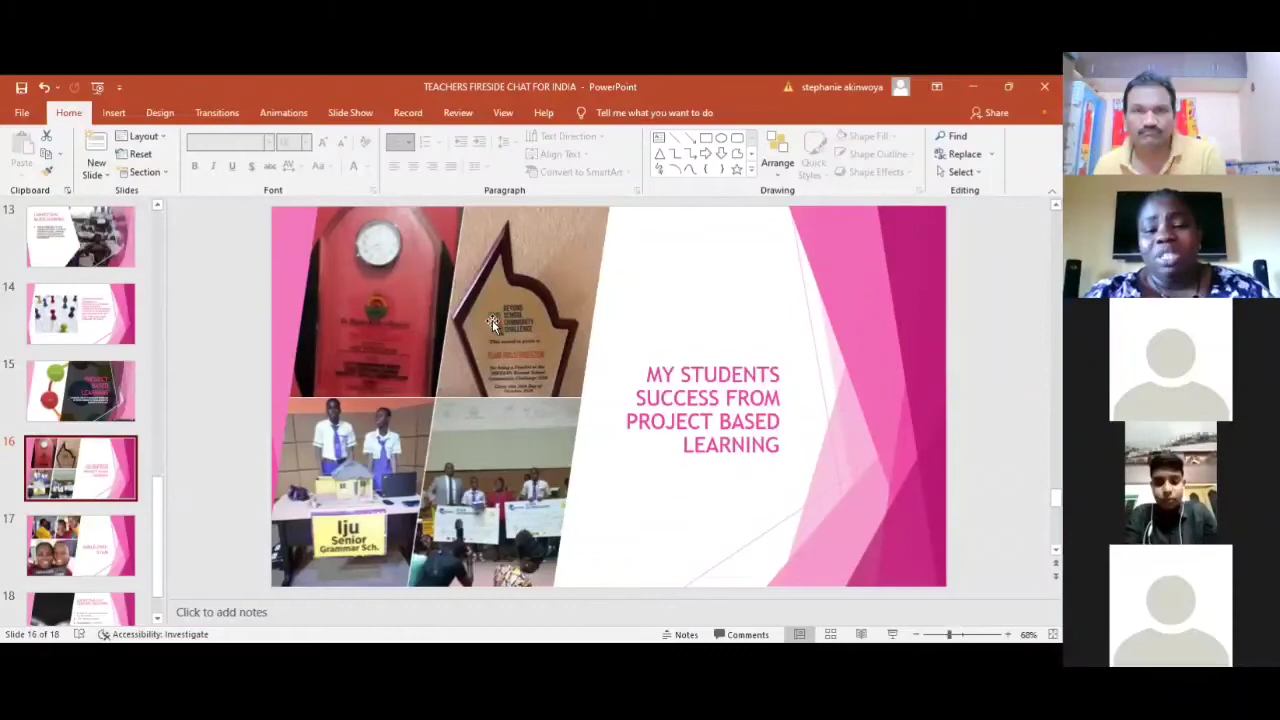 TEACHERS FIRESIDE CHAT FOR INDIA - PowerPoint
stephanie akinwoya
File Home Insert Design Transitions Animations Slide Show Record Review View Help Tell me what you want to do
Share
Paste
New
Slide
Layout
Reset
Section
Text Direction
Align Text
Convert to SmartArt
Arrange
Quick
Styles
Shape Fill
Shape Outline
Shape Effects
Find
Replace
Select
Clipboard Slides Font Paragraph Drawing Editing
13
14
15
PROJECT
BASED
LEARNING
16
17
18
BEYOND
SCHOOL
COMMUNITY
CHALLENGE
Iju
Senior
Grammar Sch.
MY STUDENTS
SUCCESS FROM
PROJECT BASED
LEARNING
Click to add notes
Slide 16 of 18
Accessibility: Investigate
Notes
Comments
68%